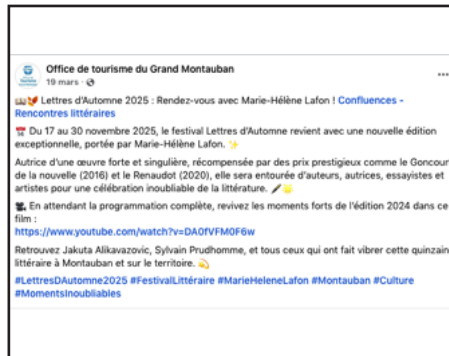 Office de tourisme du Grand Montauban
19 mars ·
📖🍁 Lettres d'Automne 2025 : Rendez-vous avec Marie-Hélène Lafon ! Confluences -
Rencontres littéraires
📅 Du 17 au 30 novembre 2025, le festival Lettres d'Automne revient avec une nouvelle édition
exceptionnelle, portée par Marie-Hélène Lafon. ✨
Autrice d'une œuvre forte et singulière, récompensée par des prix prestigieux comme le Goncour
de la nouvelle (2016) et le Renaudot (2020), elle sera entourée d'auteurs, autrices, essayistes et
artistes pour une célébration inoubliable de la littérature. 🖋️🌟
🎥 En attendant la programmation complète, revivez les moments forts de l'édition 2024 dans ce
film :
https://www.youtube.com/watch?v=DA0fVFM0F6w
Retrouvez Jakuta Alikavazovic, Sylvain Prudhomme, et tous ceux qui ont fait vibrer cette quinzain
littéraire à Montauban et sur le territoire. 💫
#LettresDAutomne2025 #FestivalLittéraire #MarieHeleneLafon #Montauban #Culture
#MomentsInoubliables